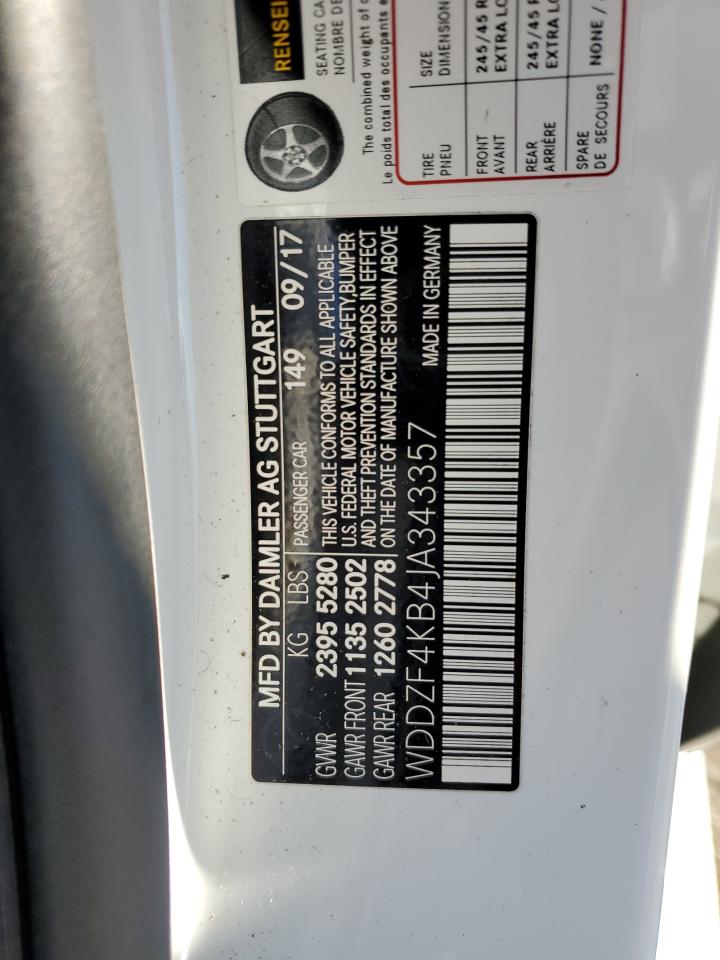 RENSEI
SEATING CA
NOMBRE DE
The combined weight of
Le poids total des occupants e
TIRE SIZE
PNEU DIMENSION
FRONT 245/45 R
AVANT EXTRA LO
REAR 245/45 R
ARRIÈRE EXTRA LO
SPARE NONE /
DE SECOURS
MFD BY DAIMLER AG STUTTGART
KG LBS PASSENGER CAR 149 09/17
GVWR 2395 5280 THIS VEHICLE CONFORMS TO ALL APPLICABLE
GAWR FRONT 1135 2502 U.S. FEDERAL MOTOR VEHICLE SAFETY,BUMPER
GAWR REAR 1260 2778 AND THEFT PREVENTION STANDARDS IN EFFECT
ON THE DATE OF MANUFACTURE SHOWN ABOVE
WDDZF4KB4JA343357 MADE IN GERMANY